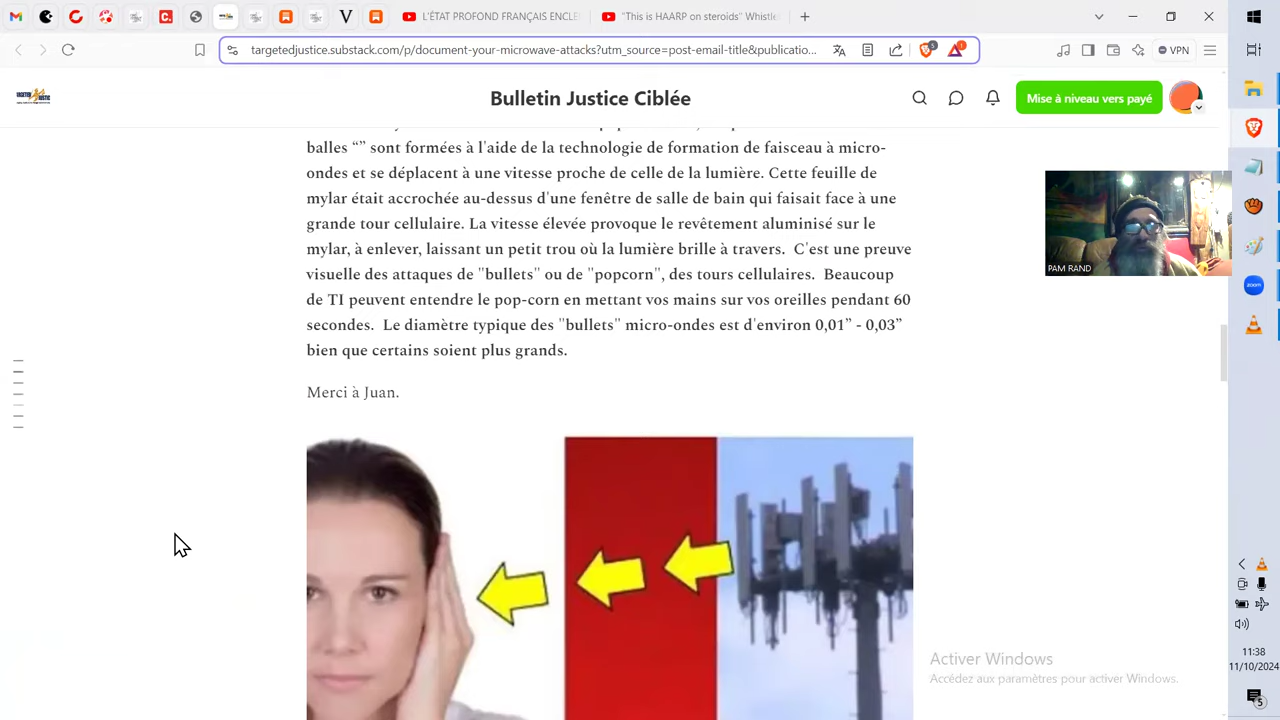 L'ÉTAT PROFOND FRANÇAIS ENCLE
"This is HAARP on steroids" Whistle
targetedjustice.substack.com/p/document-your-microwave-attacks?utm_source=post-email-title&publicatio...
VPN
Bulletin Justice Ciblée
Mise à niveau vers payé
balles “” sont formées à l'aide de la technologie de formation de faisceau à micro-
ondes et se déplacent à une vitesse proche de celle de la lumière. Cette feuille de
mylar était accrochée au-dessus d'une fenêtre de salle de bain qui faisait face à une
grande tour cellulaire. La vitesse élevée provoque le revêtement aluminisé sur le
mylar, à enlever, laissant un petit trou où la lumière brille à travers.  C'est une preuve
visuelle des attaques de "bullets" ou de "popcorn", des tours cellulaires.  Beaucoup
de TI peuvent entendre le pop-corn en mettant vos mains sur vos oreilles pendant 60
secondes.  Le diamètre typique des "bullets" micro-ondes est d'environ 0,01” - 0,03”
bien que certains soient plus grands.
Merci à Juan.
PAM RAND
zoom
Activer Windows
Accédez aux paramètres pour activer Windows.
11:38
11/10/2024
5